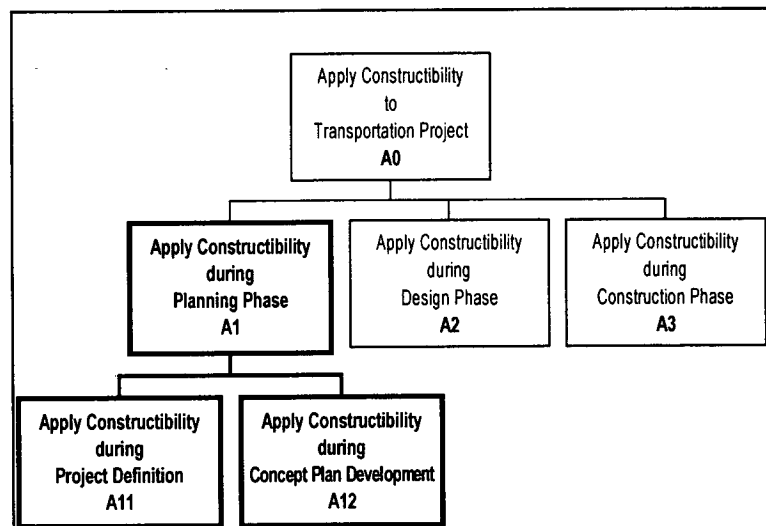 Apply Constructibility
to
Transportation Project
A0
Apply Constructibility
during
Planning Phase
A1
Apply Constructibility
during
Design Phase
A2
Apply Constructibility
during
Construction Phase
A3
Apply Constructibility
during
Project Definition
A11
Apply Constructibility
during
Concept Plan Development
A12